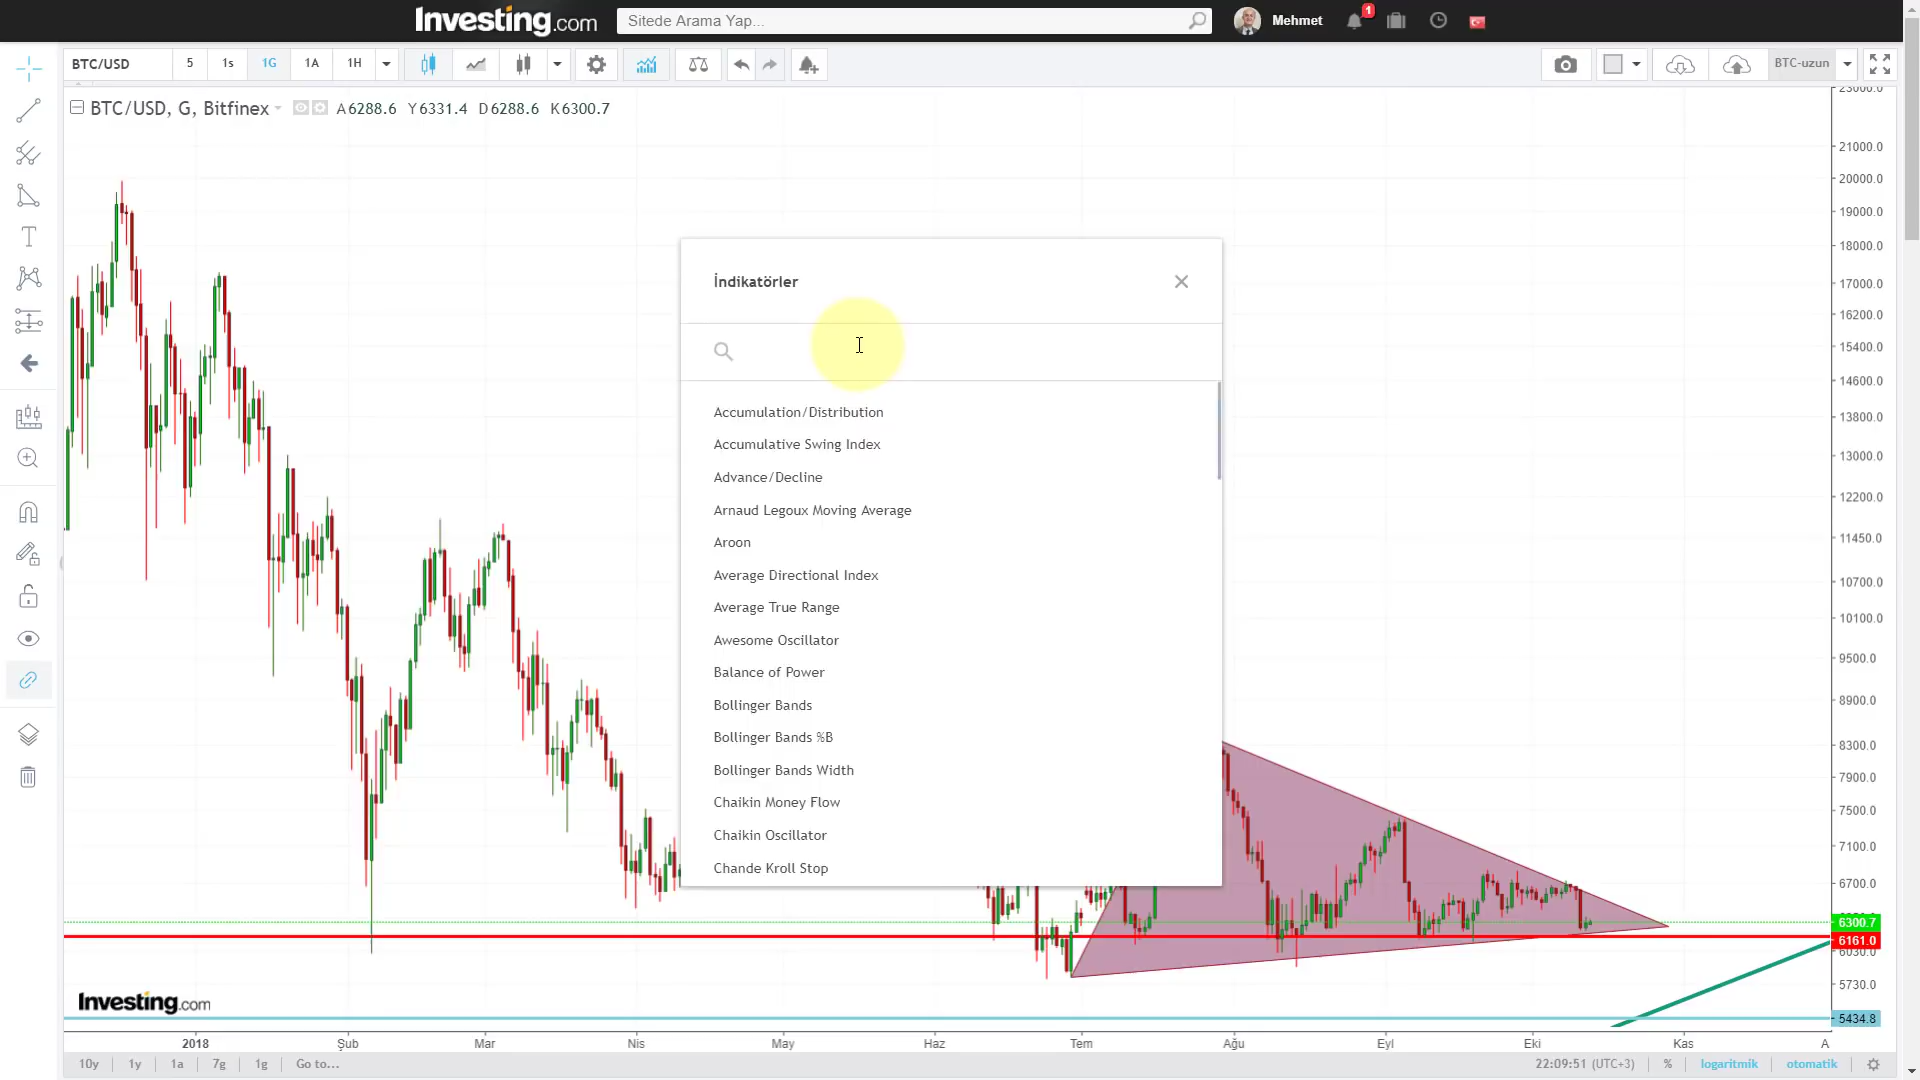 Investing.com
Sitede Arama Yap...
Mehmet
1
BTC/USD
5
1s
1G
1A
1H
BTC-uzun
BTC/USD, G, Bitfinex
A6288.6 Y6331.4 D6288.6 K6300.7
İndikatörler
Accumulation/Distribution
Accumulative Swing Index
Advance/Decline
Arnaud Legoux Moving Average
Aroon
Average Directional Index
Average True Range
Awesome Oscillator
Balance of Power
Bollinger Bands
Bollinger Bands %B
Bollinger Bands Width
Chaikin Money Flow
Chaikin Oscillator
Chande Kroll Stop
23000.0
21000.0
20000.0
19000.0
18000.0
17000.0
16200.0
15400.0
14600.0
13800.0
13000.0
12200.0
11450.0
10700.0
10100.0
9500.0
8900.0
8300.0
7900.0
7500.0
7100.0
6700.0
6300.7
6161.0
6030.0
5730.0
5434.8
Investing.com
2018
Şub
Mar
Nis
May
Haz
Tem
Ağu
Eyl
Eki
Kas
A
10y
1y
1a
7g
1g
Go to...
22:09:51 (UTC+3)
%
logaritmik
otomatik